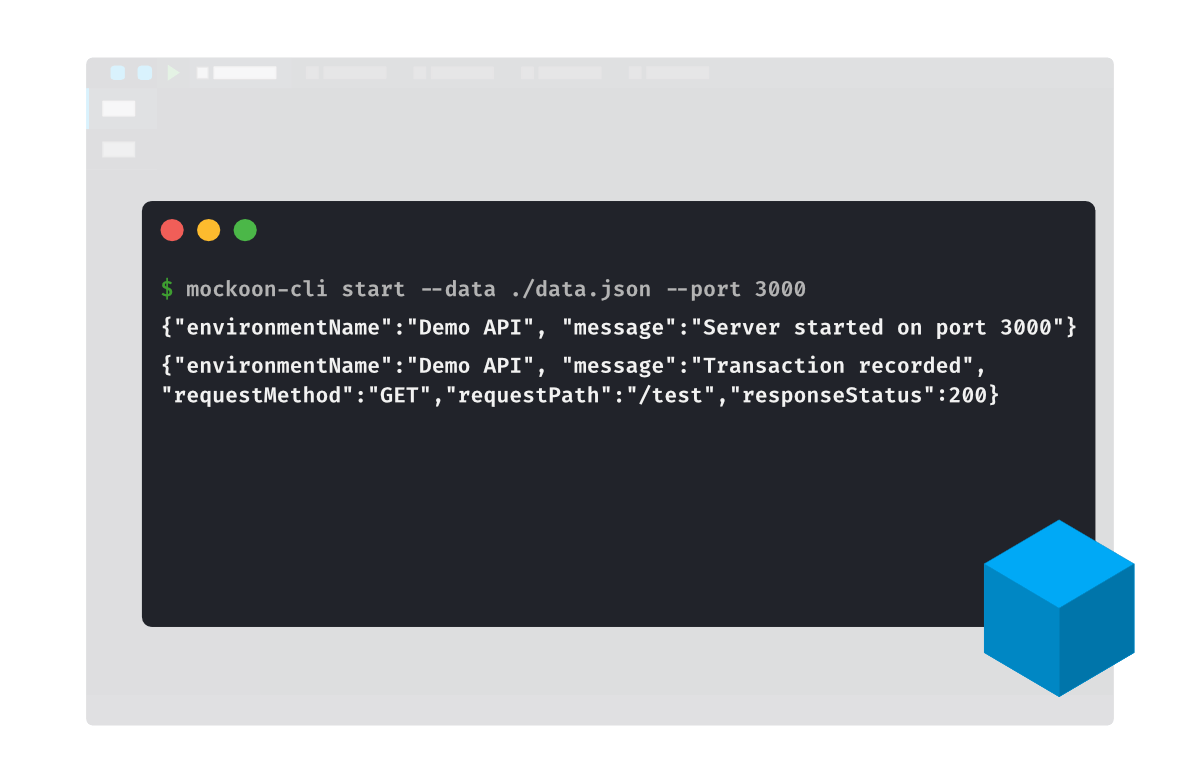 $ mockoon-cli start --data ./data.json --port 3000
{"environmentName":"Demo API", "message":"Server started on port 3000"}
{"environmentName":"Demo API", "message":"Transaction recorded",
"requestMethod":"GET","requestPath":"/test","responseStatus":200}